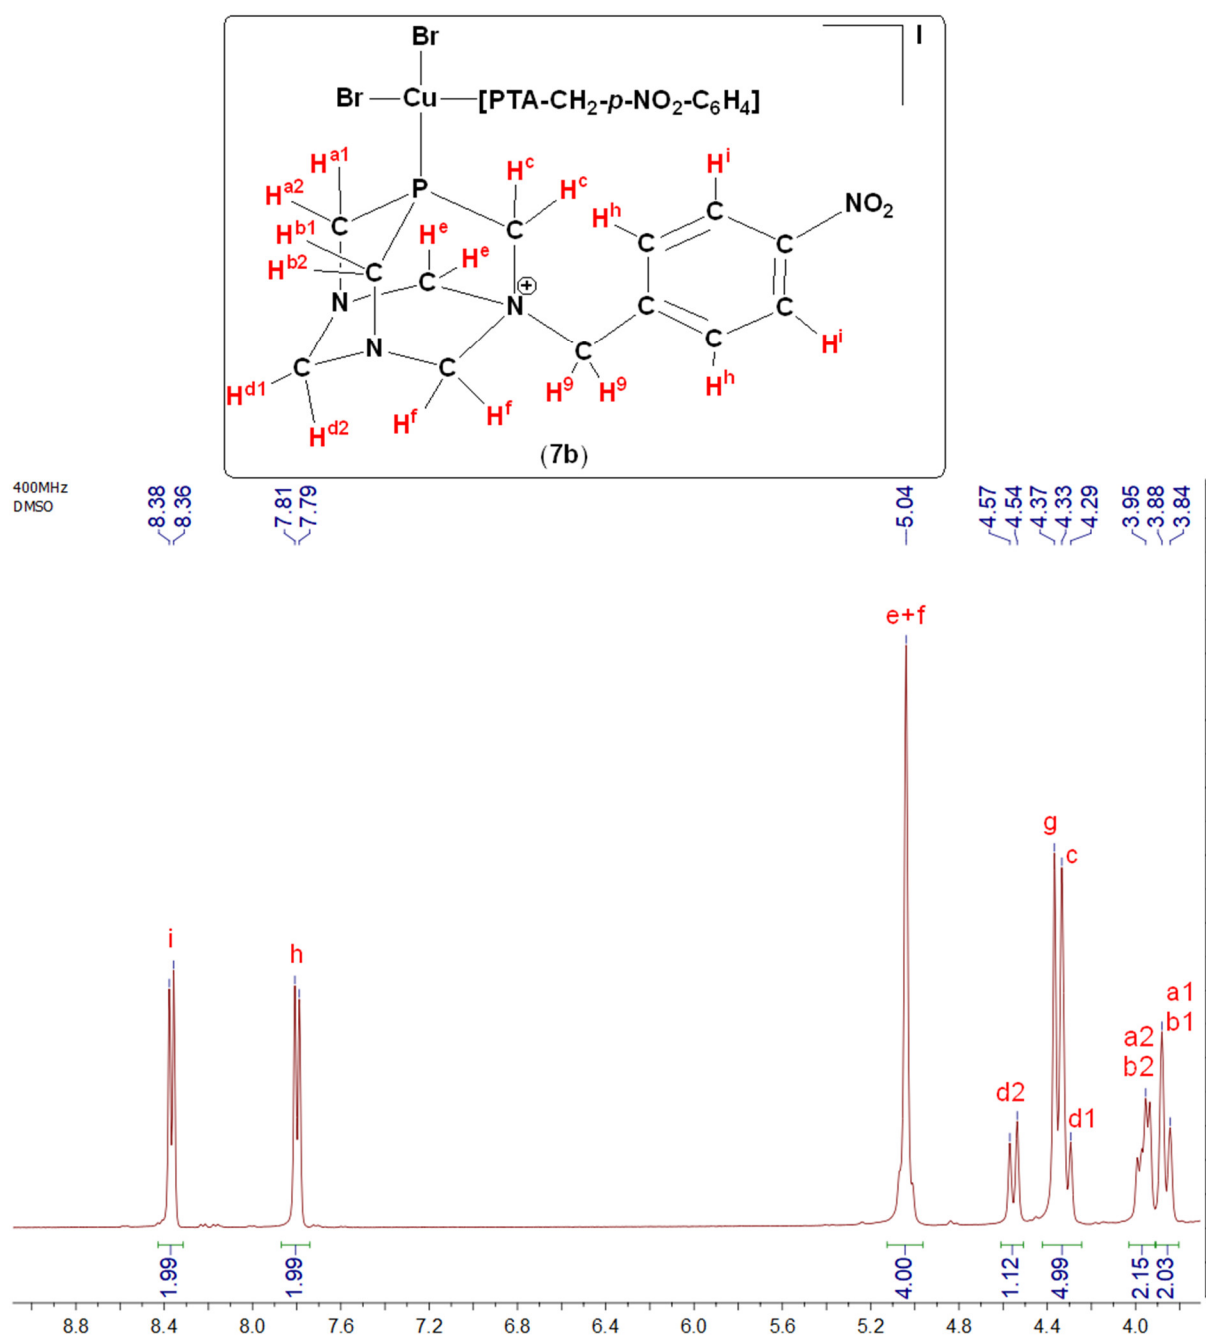 Br
I
Br Cu [PTA-CH2-p-NO2-C6H4]
Ha1
Hc
Hi
Ha2
P
Hc
NO2
Hb1
C
He
C
Hh
C
C
C
Hb2
C
C
He
N
N
+
C
C
C
N
C
C
C
Hi
Hd1
H9
H9
Hh
Hd2
Hf
Hf
(7b)
400MHz
DMSO
8.38
8.36
7.81
7.79
5.04
4.57
4.54
4.37
4.33
4.29
3.95
3.88
3.84
e+f
g
c
i
h
a1
b1
a2
b2
d2
d1
1.99
1.99
4.00
1.12
4.99
2.15
2.03
8.8 8.4 8.0 7.6 7.2 6.8 6.4 6.0 5.6 5.2 4.8 4.4 4.0